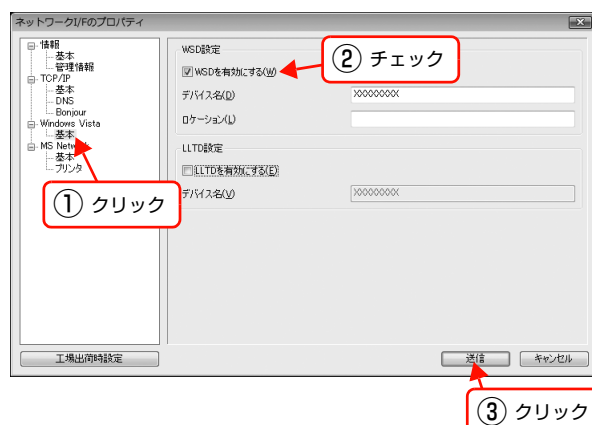 ネットワークI/Fのプロパティ
情報
基本
管理情報
TCP/IP
基本
DNS
Bonjour
Windows Vista
基本
MS Network
基本
プリンタ
① クリック
WSD設定
WSDを有効にする(W)
② チェック
デバイス名(D)
XXXXXXXX
ロケーション(L)
LLTD設定
LLTDを有効にする(E)
デバイス名(V)
XXXXXXXX
工場出荷時設定
送信
キャンセル
③ クリック